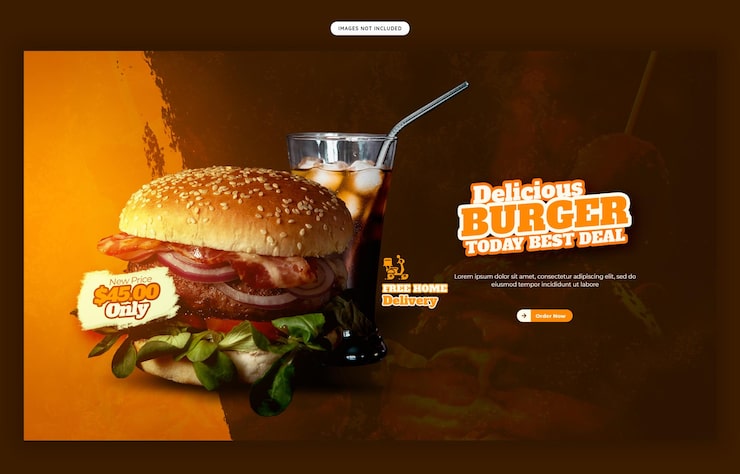 IMAGES NOT INCLUDED
Delicious
BURGER
TODAY BEST DEAL
Lorem ipsum dolor sit amet, consectetur adipiscing elit, sed do
eiusmod tempor incididunt ut labore
Order Now
FREE HOME
Delivery
New Price
$45.00
Only